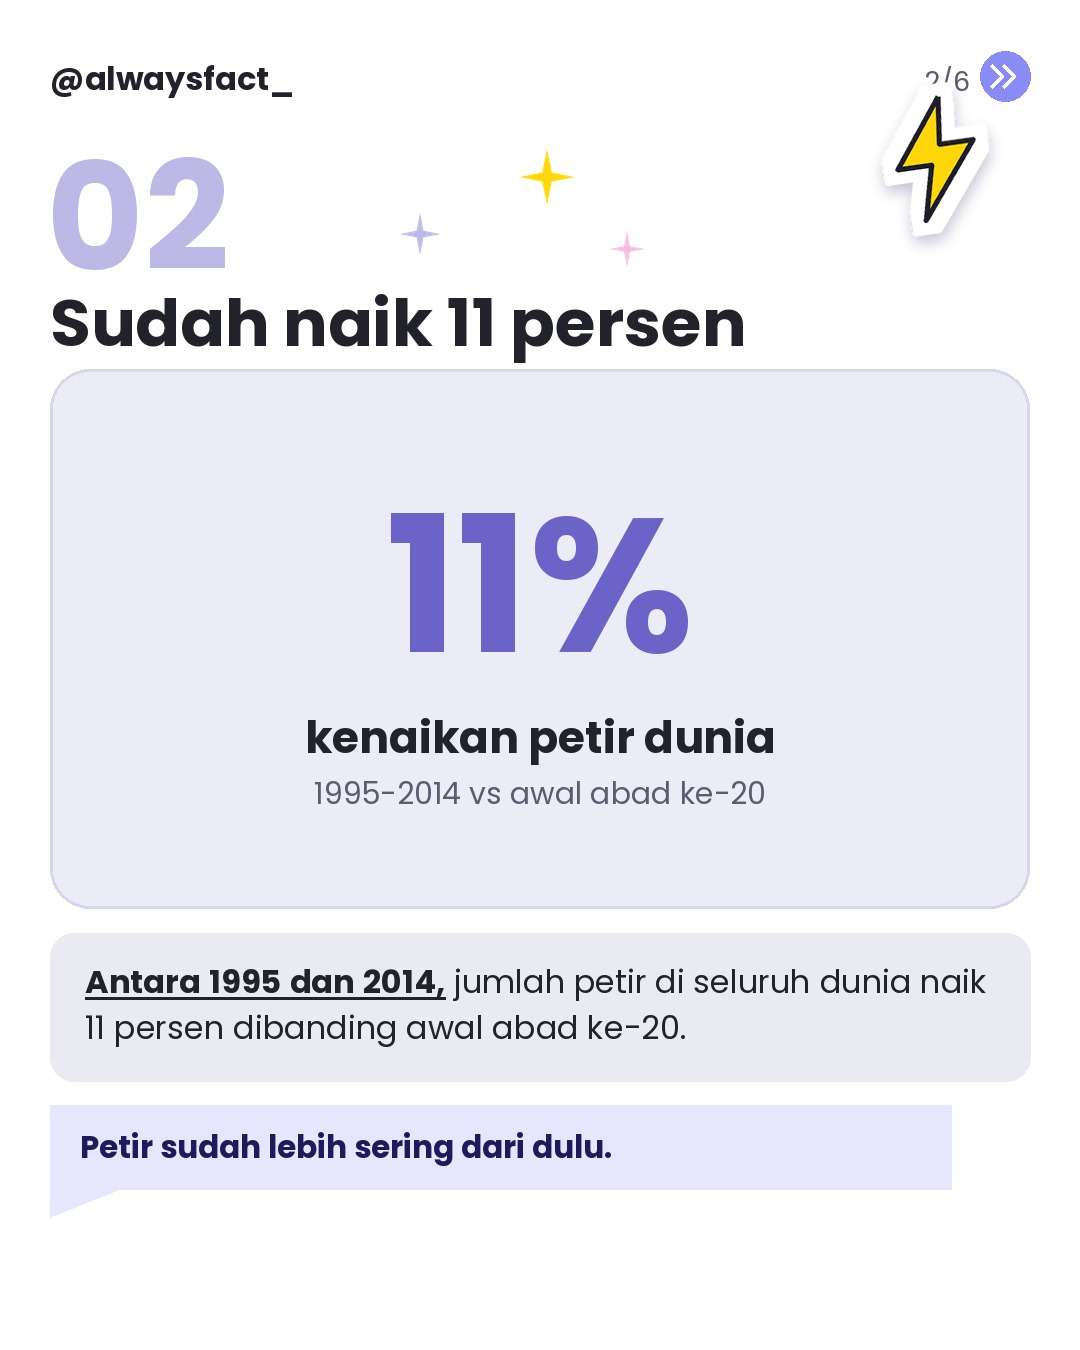 @alwaysfact_
2/6
02
Sudah naik 11 persen
11%
kenaikan petir dunia
1995-2014 vs awal abad ke-20
Antara 1995 dan 2014, jumlah petir di seluruh dunia naik
11 persen dibanding awal abad ke-20.
Petir sudah lebih sering dari dulu.